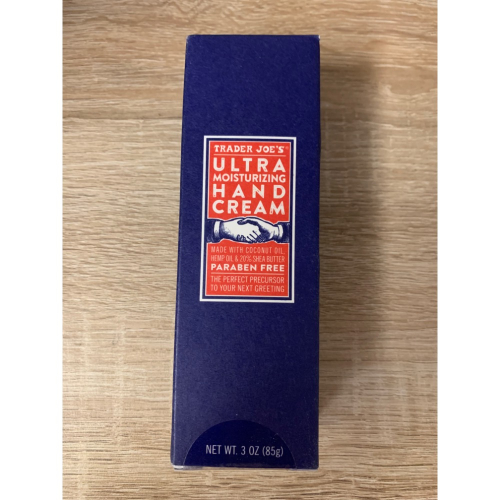 TRADER JOE'S
ULTRA
MOISTURIZING
HAND
CREAM
MADE WITH COCONUT OIL,
HEMP OIL & 20% SHEA BUTTER
PARABEN FREE
THE PERFECT PRECURSOR
TO YOUR NEXT GREETING
NET WT. 3 OZ (85g)